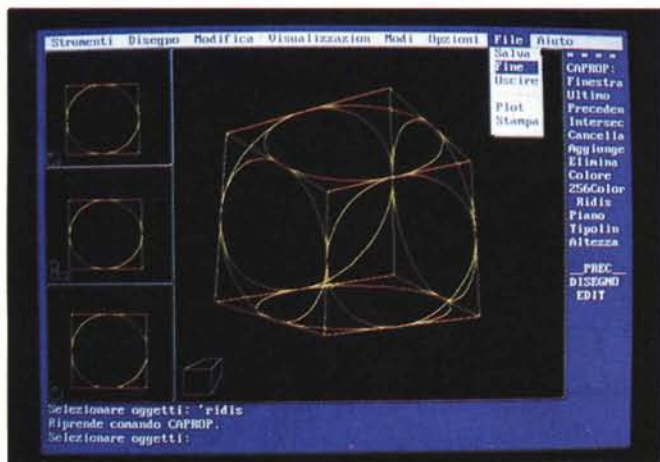 Strumenti Disegno Modifica Visualizzazion Modi Opzioni File Aiuto
Salva
Fine
Uscire
Plot
Stampa
* * * *
CAPROP:
Finestra
Ultimo
Preceden
Intersec
Cancella
Aggiunge
Elimina
Colore
256Color
Ridis
Piano
Tipolin
Altezza
__PREC__
DISEGNO
EDIT
Selezionare oggetti: 'ridis
Riprende comando CAPROP.
Selezionare oggetti: